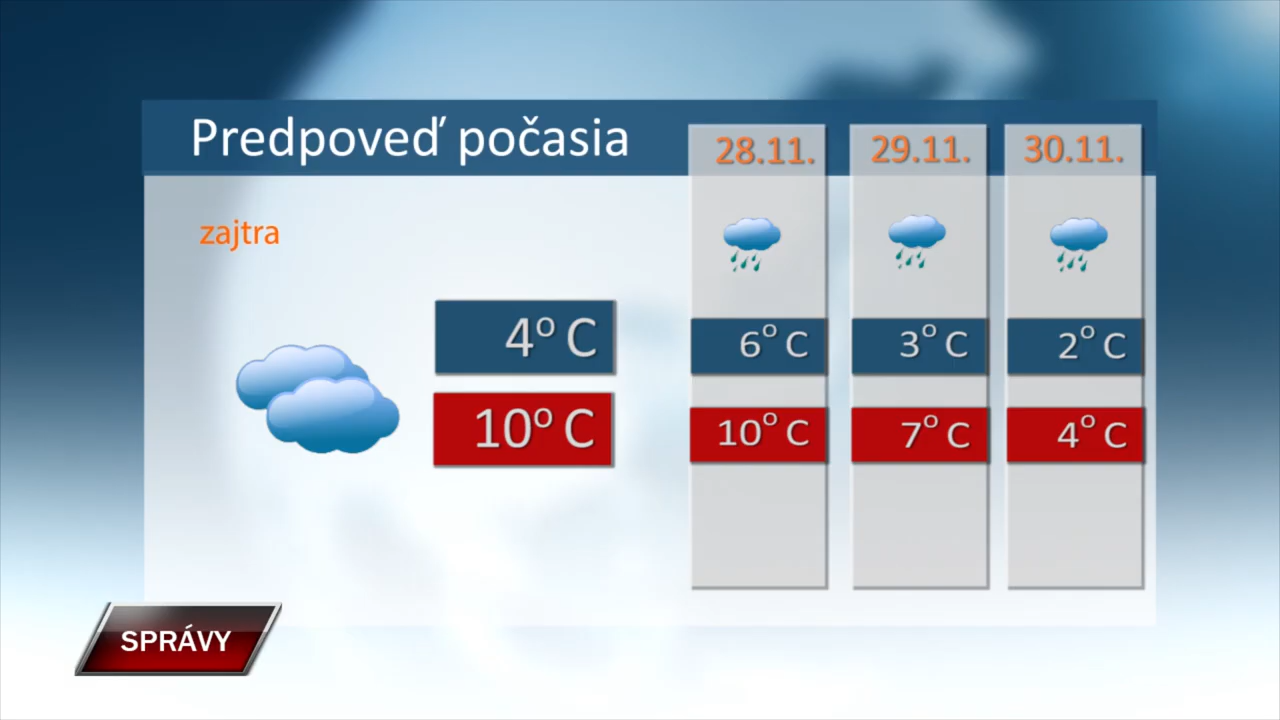 Predpoveď počasia
zajtra
4° C
10° C
28.11.
6° C
10° C
29.11.
3° C
7° C
30.11.
2° C
4° C
SPRÁVY